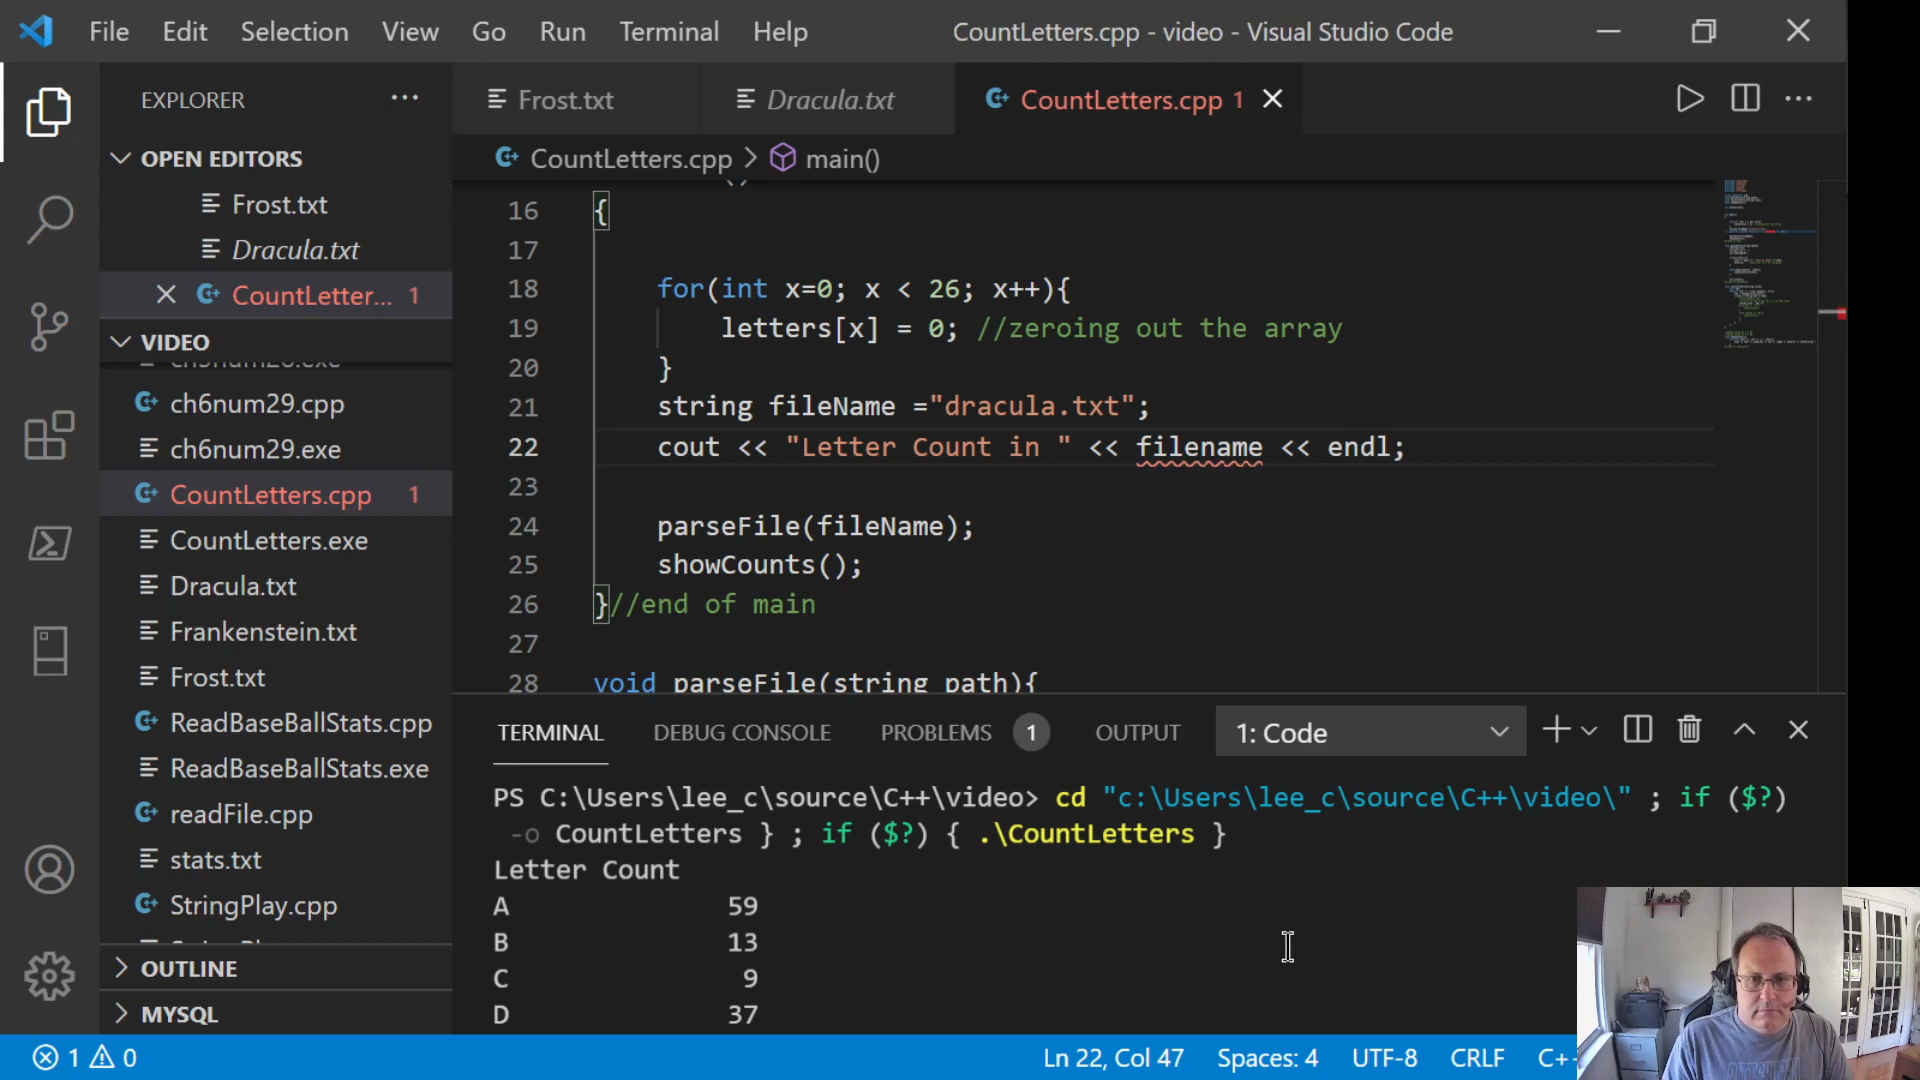 File Edit Selection View Go Run Terminal Help CountLetters.cpp - video - Visual Studio Code
EXPLORER
OPEN EDITORS
Frost.txt
Dracula.txt
CountLetter... 1
VIDEO
ch6num29.cpp
ch6num29.exe
CountLetters.cpp 1
CountLetters.exe
Dracula.txt
Frankenstein.txt
Frost.txt
ReadBaseBallStats.cpp
ReadBaseBallStats.exe
readFile.cpp
stats.txt
StringPlay.cpp
OUTLINE
MYSQL
Frost.txt Dracula.txt CountLetters.cpp 1
CountLetters.cpp > main()
16 {
17
18 for(int x=0; x < 26; x++){
19 letters[x] = 0; //zeroing out the array
20 }
21 string fileName ="dracula.txt";
22 cout << "Letter Count in " << filename << endl;
23
24 parseFile(fileName);
25 showCounts();
26 }//end of main
27
28 void parseFile(string path){
TERMINAL DEBUG CONSOLE PROBLEMS 1 OUTPUT 1: Code
PS C:\Users\lee_c\source\C++\video> cd "c:\Users\lee_c\source\C++\video\" ; if ($?)
-o CountLetters } ; if ($?) { .\CountLetters }
Letter Count
A 59
B 13
C 9
D 37
1 0 Ln 22, Col 47 Spaces: 4 UTF-8 CRLF C+